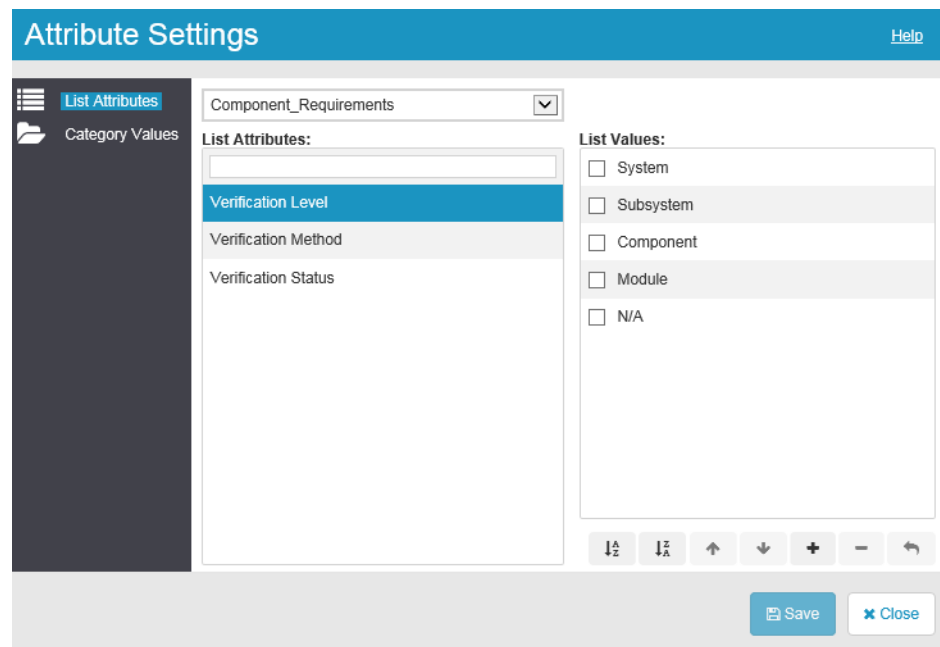 Attribute Settings
Help
List Attributes
Category Values
Component_Requirements
List Attributes:
Verification Level
Verification Method
Verification Status
List Values:
System
Subsystem
Component
Module
N/A
A
Z
Z
A
Save
Close